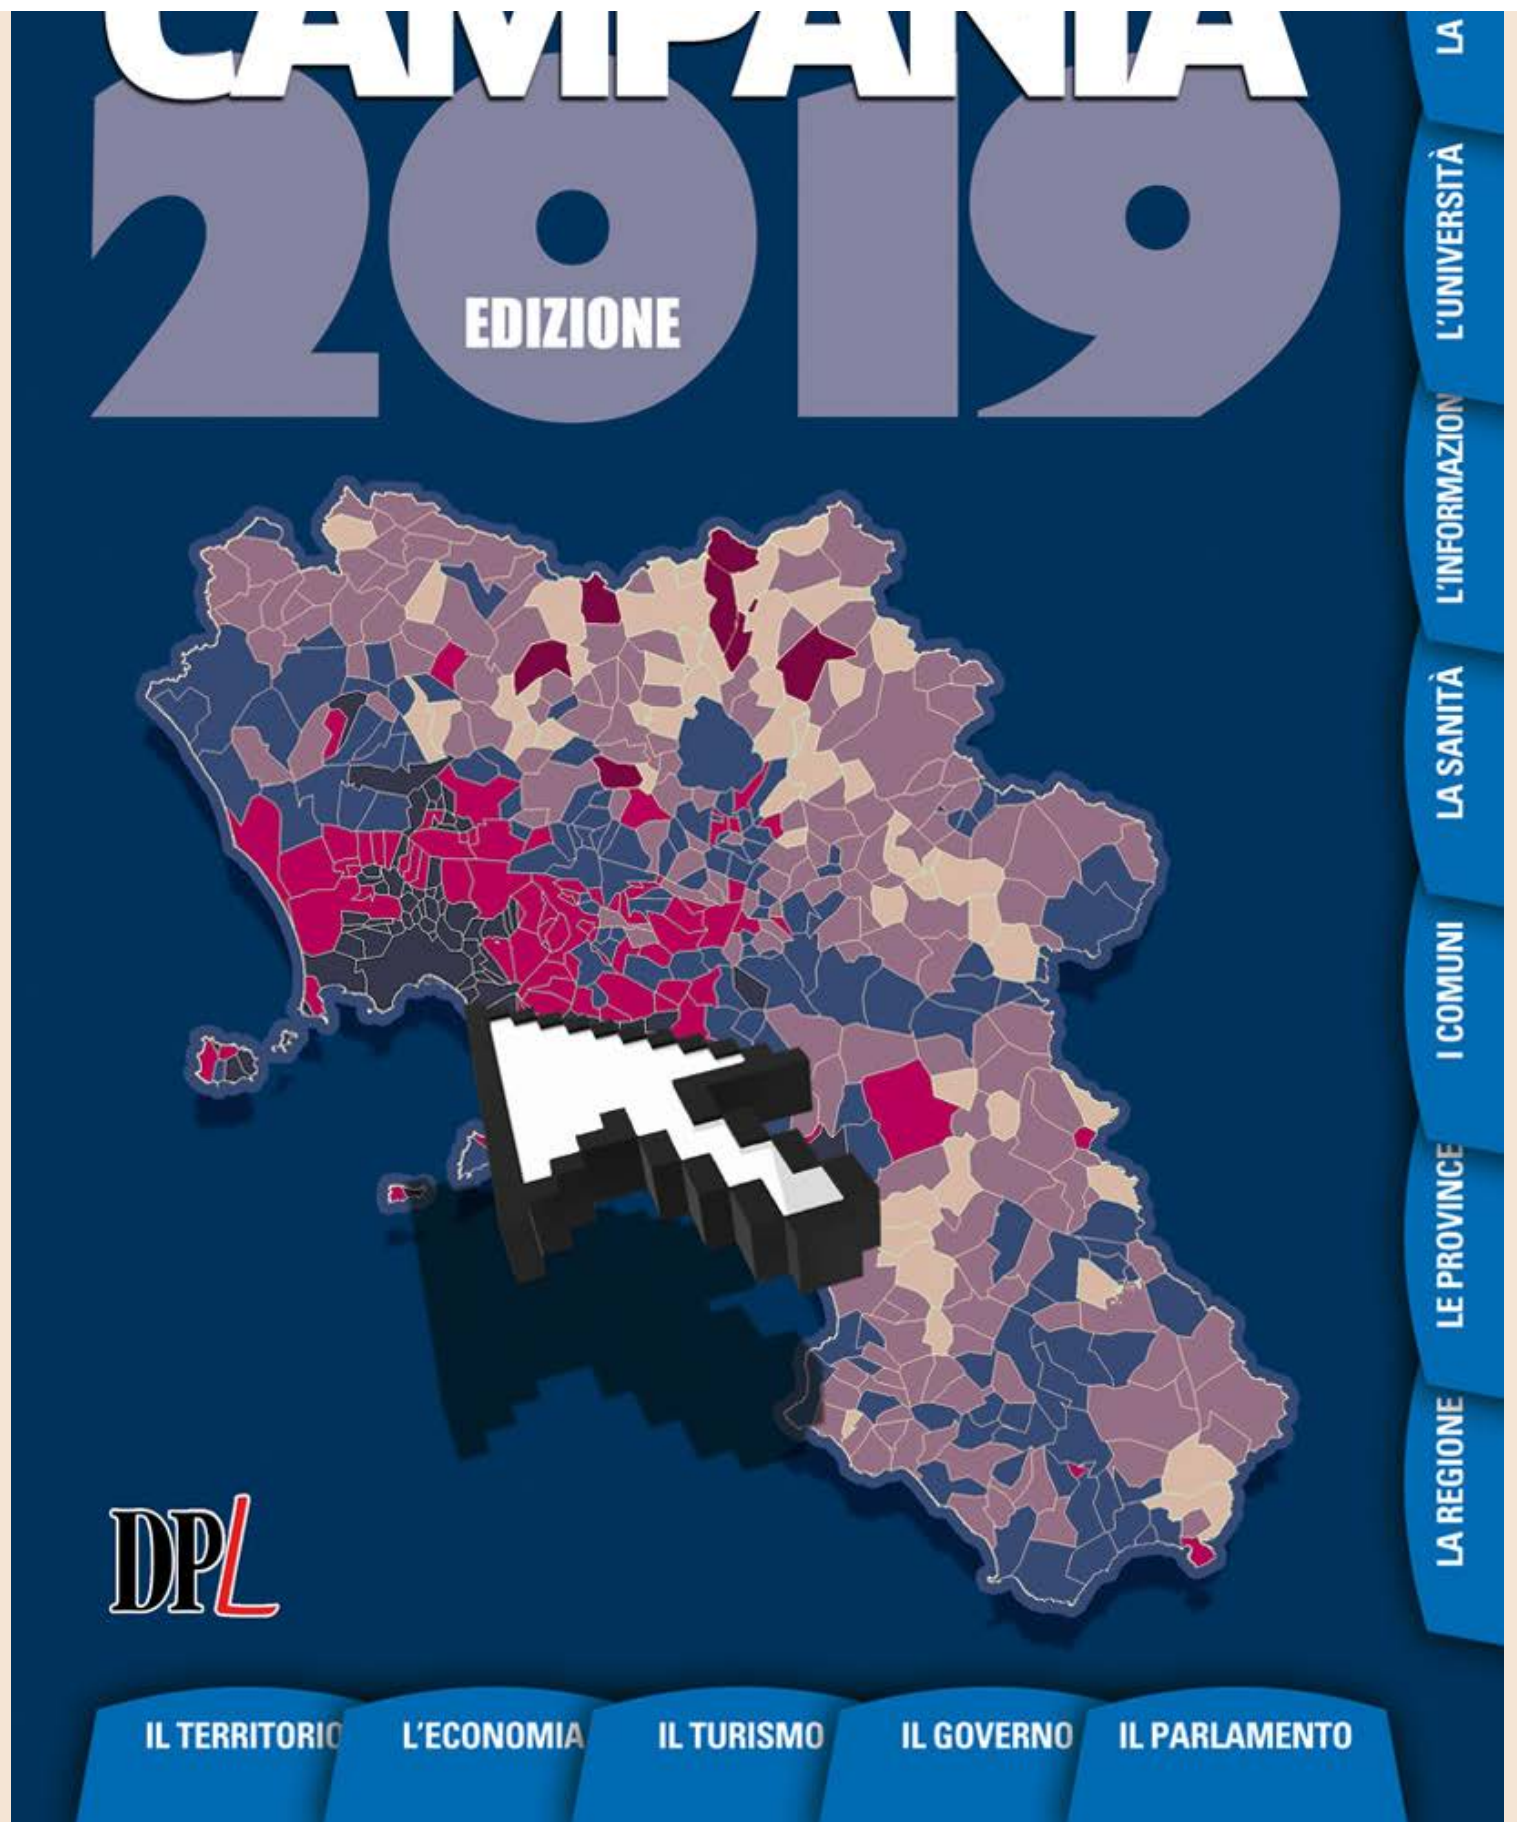 CAMPANIA
2019
EDIZIONE
LA
L'UNIVERSITÀ
L'INFORMAZION
LA SANITÀ
I COMUNI
LE PROVINCE
LA REGIONE
DPL
IL TERRITORIO
L'ECONOMIA
IL TURISMO
IL GOVERNO
IL PARLAMENTO